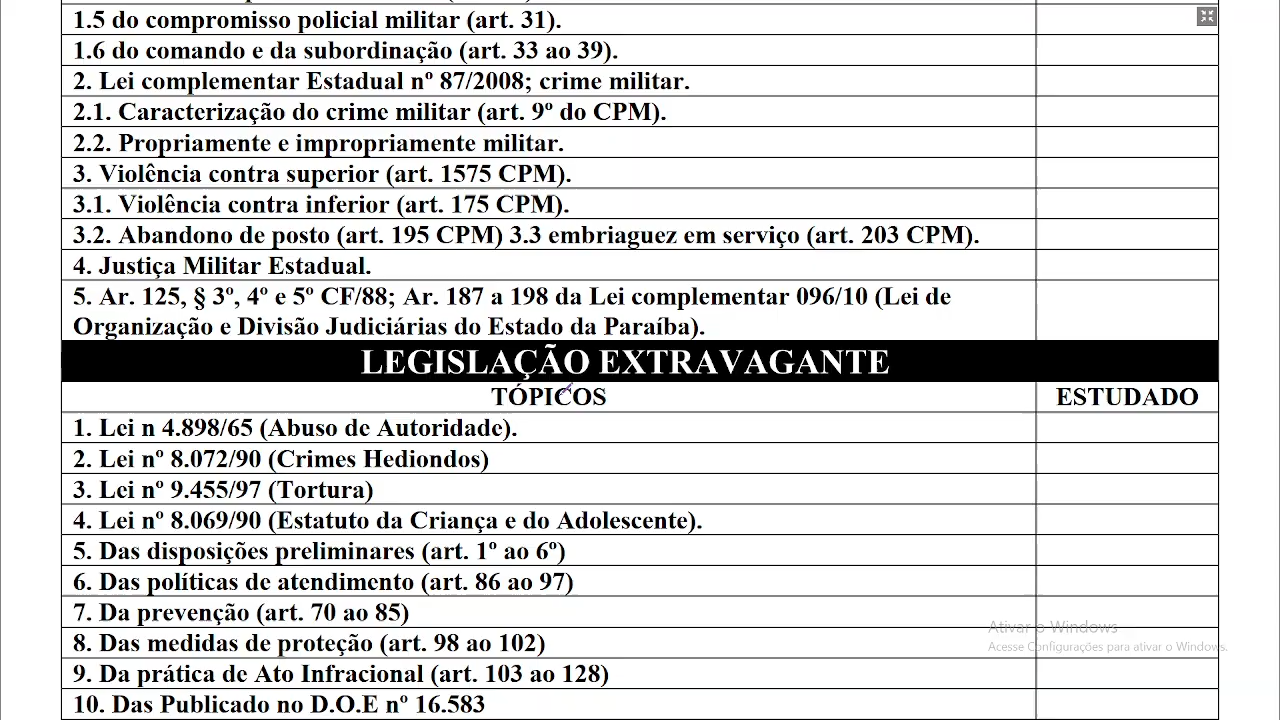 1.5 do compromisso policial militar (art. 31).
1.6 do comando e da subordinação (art. 33 ao 39).
2. Lei complementar Estadual nº 87/2008; crime militar.
2.1. Caracterização do crime militar (art. 9º do CPM).
2.2. Propriamente e impropriamente militar.
3. Violência contra superior (art. 1575 CPM).
3.1. Violência contra inferior (art. 175 CPM).
3.2. Abandono de posto (art. 195 CPM) 3.3 embriaguez em serviço (art. 203 CPM).
4. Justiça Militar Estadual.
5. Ar. 125, § 3º, 4º e 5º CF/88; Ar. 187 a 198 da Lei complementar 096/10 (Lei de
Organização e Divisão Judiciárias do Estado da Paraíba).
LEGISLAÇÃO EXTRAVAGANTE
TÓPICOS ESTUDADO
1. Lei n 4.898/65 (Abuso de Autoridade).
2. Lei nº 8.072/90 (Crimes Hediondos)
3. Lei nº 9.455/97 (Tortura)
4. Lei nº 8.069/90 (Estatuto da Criança e do Adolescente).
5. Das disposições preliminares (art. 1º ao 6º)
6. Das políticas de atendimento (art. 86 ao 97)
7. Da prevenção (art. 70 ao 85)
8. Das medidas de proteção (art. 98 ao 102)
9. Da prática de Ato Infracional (art. 103 ao 128)
10. Das Publicado no D.O.E nº 16.583
Ativar o Windows
Acesse Configurações para ativar o Windows.